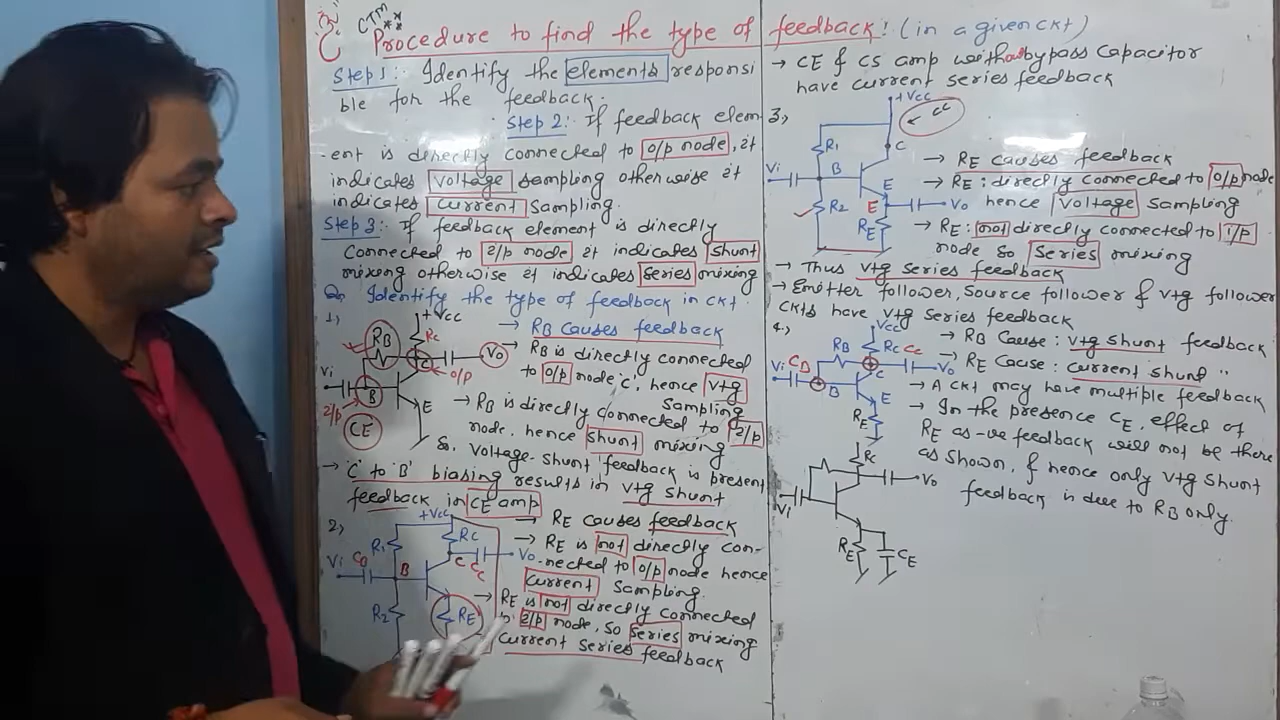 CTM **
Procedure to find the type of feedback! (in a given ckt)
Step 1:- Identify the elements responsi
ble for the feedback.
Step 2:- If feedback elem
-ent is directly connected to o/p node, it
indicates voltage sampling otherwise it
indicates current sampling.
Step 3:- If feedback element is directly
Connected to i/p node it indicates shunt
mixing otherwise it indicates series mixing
Q. Identify the type of feedback in ckt.
1)
+Vcc
RB
Rc
C
Vo
o/p
Vi
B
i/p
E
CE
→ RB causes feedback
→ RB is directly connected
to o/p node 'c', hence vtg
Sampling
→ RB is directly connected to i/p
node, hence shunt mixing
So, Voltage-Shunt feedback is present
→ 'C' to 'B' biasing results in vtg shunt
feedback in CE amp
2)
+Vcc
R1
Rc
Vi
B
C
Cc
Vo
R2
RE
→ RE causes feedback
→ RE is not directly con-
nected to o/p node hence
current Sampling.
→ RE is not directly connected
i/p node, so series mixing
Current series feedback
→ CE & CS amp without bypass Capacitor
have current series feedback
3)
+Vcc
CC
R1
C
Vi
B
R2
E
E
Vo
RE
→ RE causes feedback
→ RE: directly connected to o/p node
hence voltage sampling
→ RE: not directly connected to i/p
node so series mixing
→ Thus vtg series feedback
→ Emitter follower, Source follower & vtg follower
ckts have vtg series feedback
4.)
Vcc
RB
Rc
Cc
CB
Vi
B
C
Vo
E
RE
→ RB Cause: vtg shunt feedback
→ RE Cause: current shunt "
→ A ckt may have multiple feedback
→ In the presence CE, effect of
RE as -ve feedback will not be there
as shown, & hence only vtg shunt
feedback is due to RB only.
Rc
Vo
Vi
RE
CE